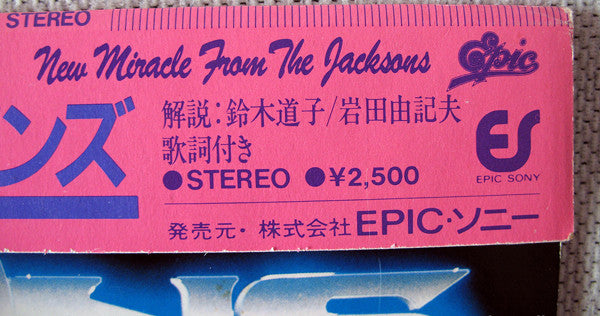 STEREO
New Miracle From The Jacksons
Epic
ンズ
解説:鈴木道子/岩田由記夫
歌詞付き
●STEREO ●¥2,500
ES
EPIC SONY
発売元・株式会社EPIC・ソニー